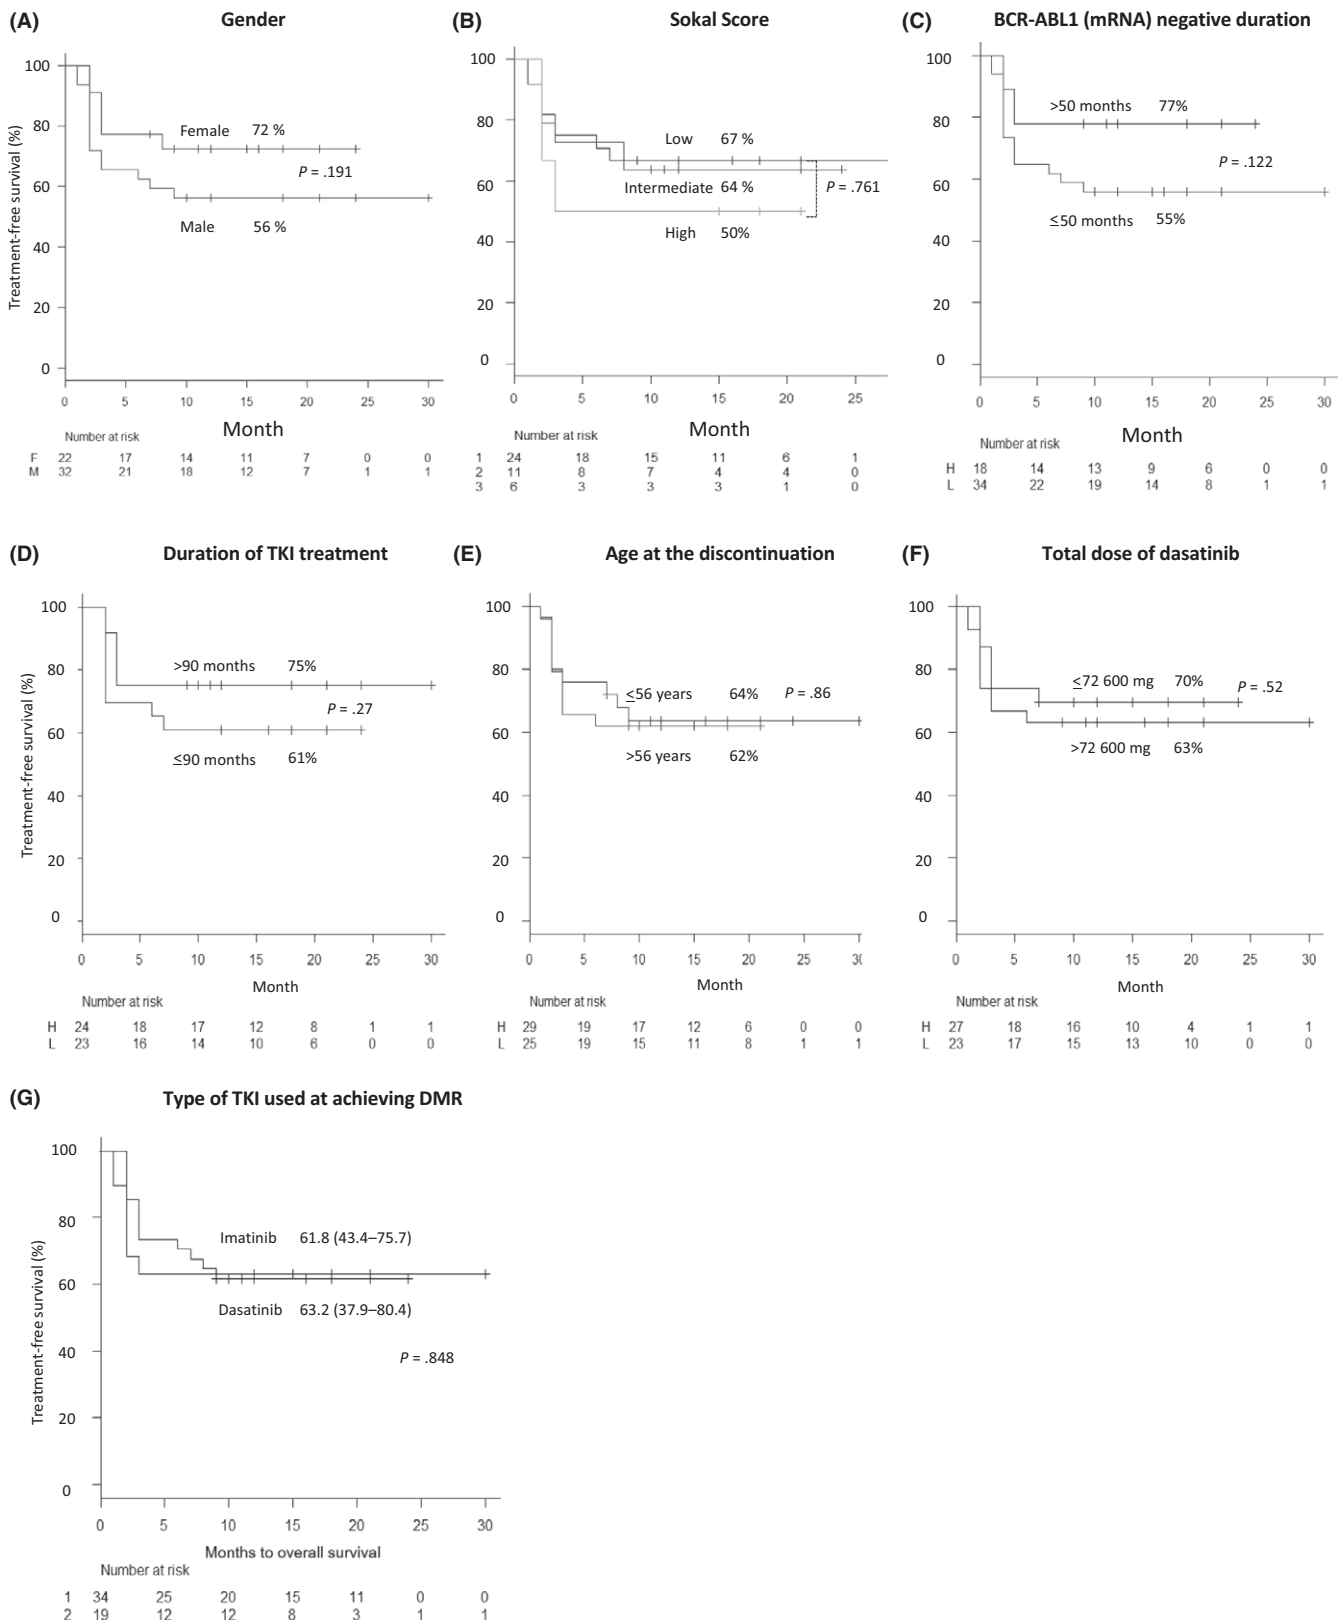 (A) Gender
Treatment-free survival (%)
100
80
60
40
20
0
Female 72 %
P = .191
Male 56 %
0 5 10 15 20 25 30
Month
Number at risk
F 22 17 14 11 7 0 0
M 32 21 18 12 7 1 1
(B) Sokal Score
100
80
60
40
20
0
Low 67 %
Intermediate 64 %
P = .761
High 50%
0 5 10 15 20 25
Month
Number at risk
1 24 18 15 11 6 1
2 11 8 7 4 4 0
3 6 3 3 3 1 0
(C) BCR-ABL1 (mRNA) negative duration
100
80
60
40
20
0
>50 months 77%
P = .122
≤50 months 55%
0 5 10 15 20 25 30
Month
Number at risk
H 18 14 13 9 6 0 0
L 34 22 19 14 8 1 1
(D) Duration of TKI treatment
Treatment-free survival (%)
100
80
60
40
20
0
>90 months 75%
P = .27
≤90 months 61%
0 5 10 15 20 25 30
Month
Number at risk
H 24 18 17 12 8 1 1
L 23 16 14 10 6 0 0
(E) Age at the discontinuation
100
80
60
40
20
0
≤56 years 64% P = .86
>56 years 62%
0 5 10 15 20 25 30
Month
Number at risk
H 29 19 17 12 6 0 0
L 25 19 15 11 8 1 1
(F) Total dose of dasatinib
100
80
60
40
20
0
≤72 600 mg 70%
P = .52
>72 600 mg 63%
0 5 10 15 20 25 30
Month
Number at risk
H 27 18 16 10 4 1 1
L 23 17 15 13 10 0 0
(G) Type of TKI used at achieving DMR
Treatment-free survival (%)
100
80
60
40
20
0
Imatinib 61.8 (43.4–75.7)
Dasatinib 63.2 (37.9–80.4)
P = .848
0 5 10 15 20 25 30
Months to overall survival
Number at risk
1 34 25 20 15 11 0 0
2 19 12 12 8 3 1 1